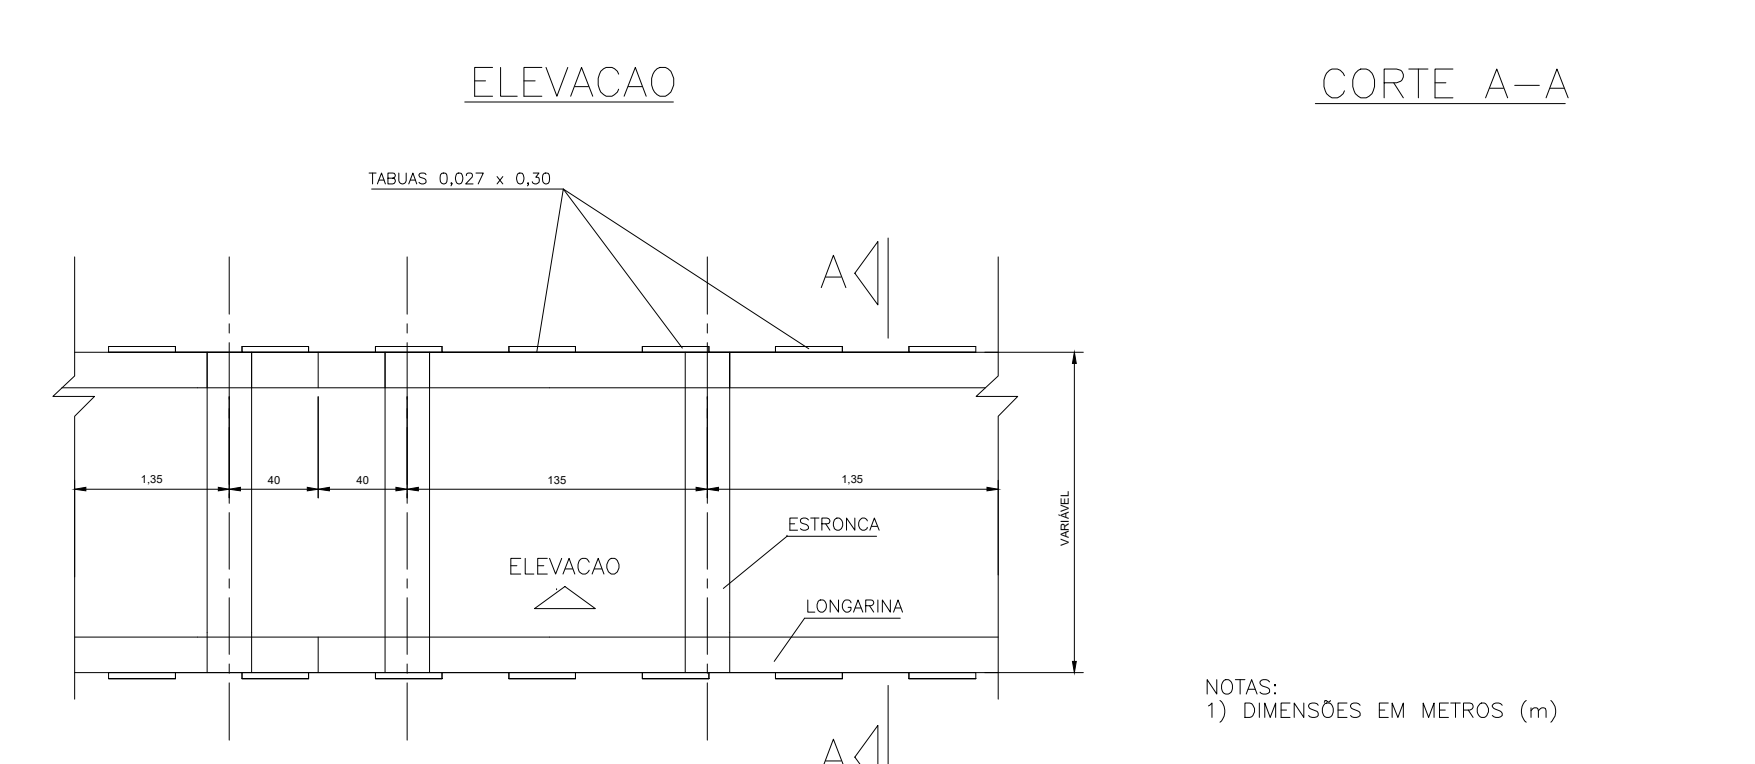 ELEVACAO
CORTE A-A
TABUAS 0,027 x 0,30
A
1,35
40
40
135
1,35
VARIÁVEL
ESTRONCA
ELEVACAO
LONGARINA
NOTAS:
1) DIMENSÕES EM METROS (m)
A